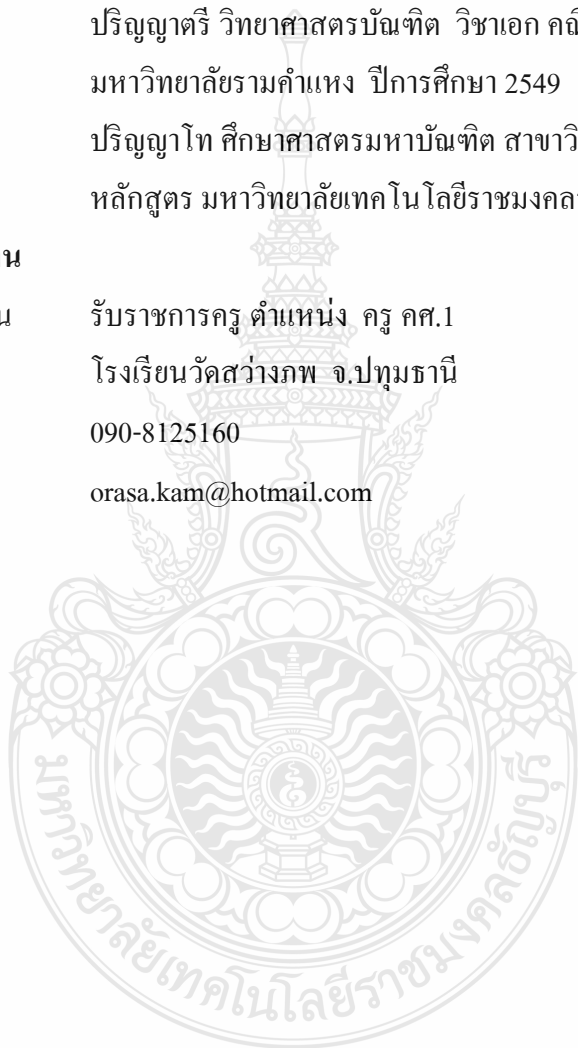 ปริญญาตรี วิทยาศาสตรบัณฑิต วิชาเอก
มหาวิทยาลัยรามคำแหง ปีการศึกษา 2549
ปริญญาโท ศึกษาศาสตรมหาบัณฑิต
หลักสูตร มหาวิทยาลัยเทคโนโลยีราชมงคล
รับราชการครู ตำแหน่ง ครู คศ.1
โรงเรียนวัดสว่างภพ จ.ปทุมธานี
090-8125160
orasa.kam@hotmail.com
มหาวิทยาลัยเทคโนโลยีราชมงคลธัญบุรี